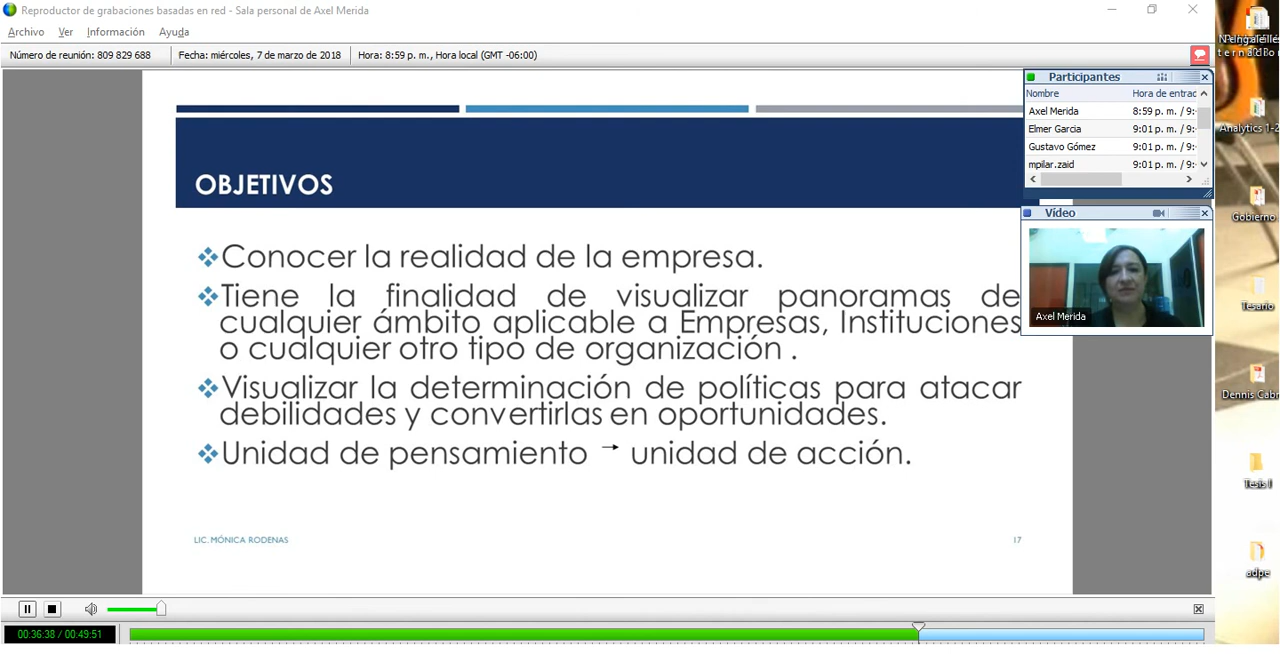 Reproductor de grabaciones basadas en red - Sala personal de Axel Merida
Archivo Ver Información Ayuda
Número de reunión: 809 829 688 Fecha: miércoles, 7 de marzo de 2018 Hora: 8:59 p. m., Hora local (GMT -06:00)
OBJETIVOS
Conocer la realidad de la empresa.
Tiene la finalidad de visualizar panoramas de
cualquier ámbito aplicable a Empresas, Instituciones
o cualquier otro tipo de organización .
Visualizar la determinación de políticas para atacar
debilidades y convertirlas en oportunidades.
Unidad de pensamiento → unidad de acción.
LIC. MÓNICA RODENAS 17
Participantes
Nombre Hora de entrad
Axel Merida 8:59 p. m. / 9:
Elmer Garcia 9:01 p. m. / 9:
Gustavo Gómez 9:01 p. m. / 9:
mpilar.zaid 9:01 p. m. / 9:
Vídeo
Axel Merida
Analytics 1-2
Gobierno
Tesario
Dennis Cabr
Tesis I
adpe
00:36:38 / 00:49:51